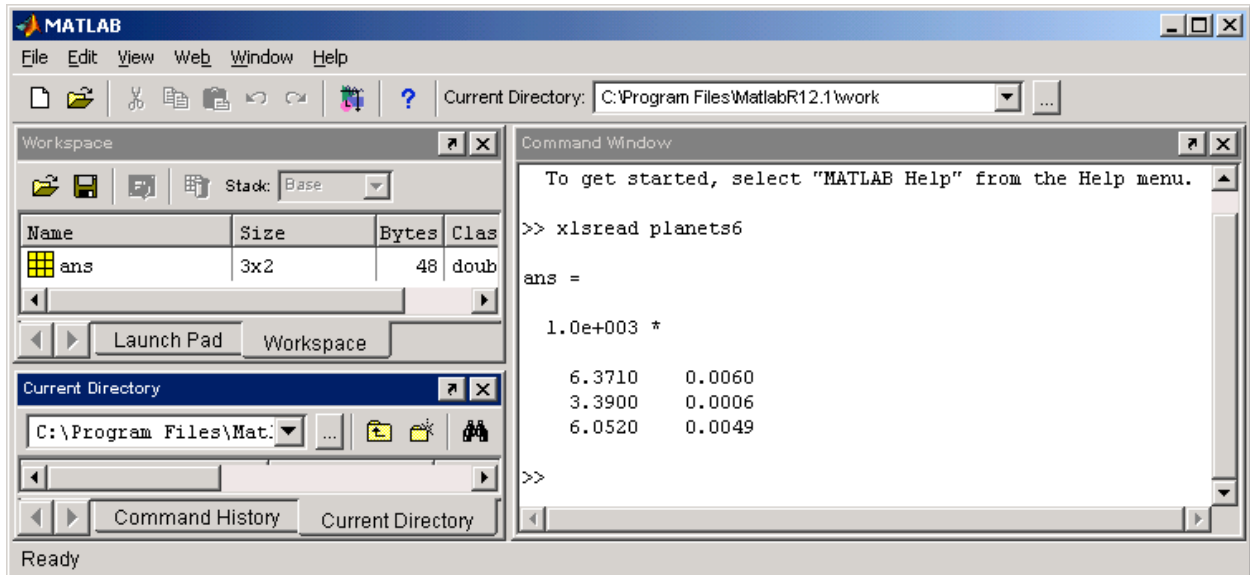 MATLAB
File Edit View Web Window Help
? Current Directory: C:\Program Files\MatlabR12.1\work ...
Workspace
Stack: Base
Name Size Bytes Clas
ans 3x2 48 doub
Launch Pad Workspace
Current Directory
C:\Program Files\Mat. ...
Command History Current Directory
Ready
Command Window
To get started, select "MATLAB Help" from the Help menu.
>> xlsread planets6
ans =
1.0e+003 *
6.3710 0.0060
3.3900 0.0006
6.0520 0.0049
>>